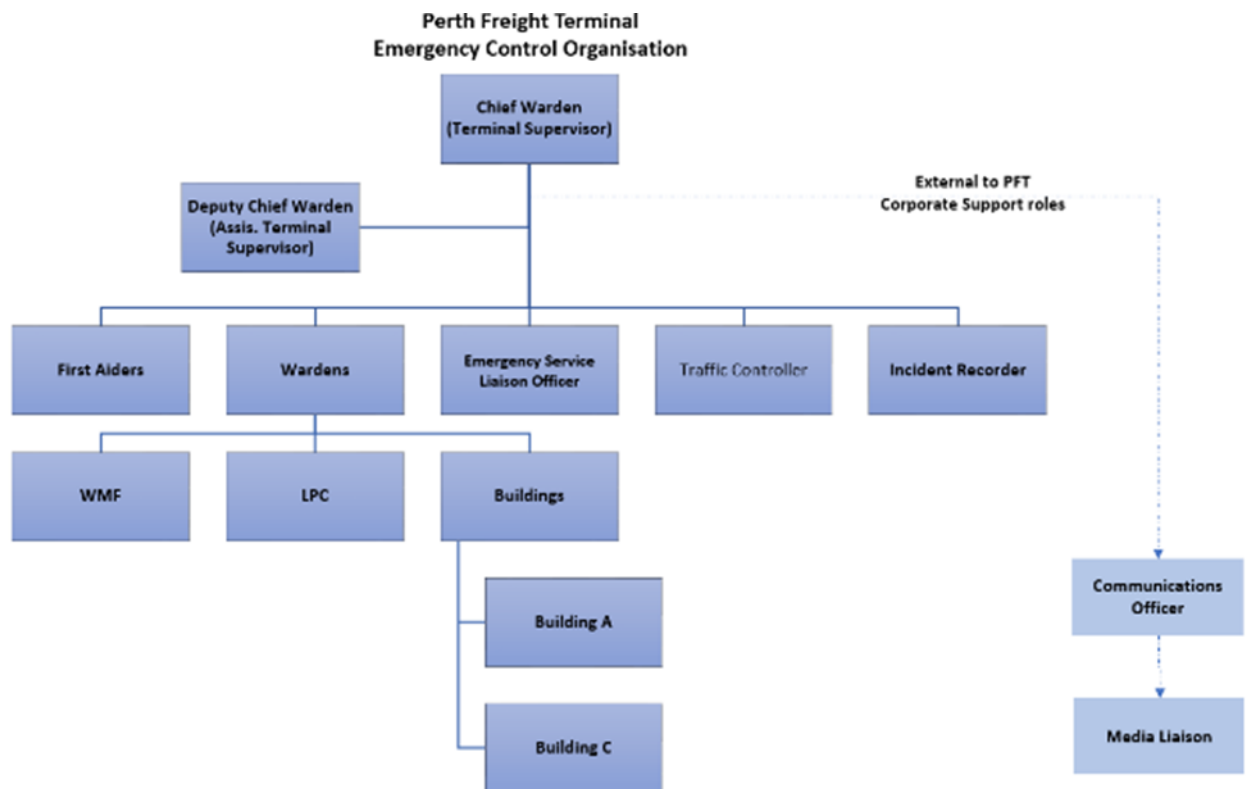 Perth Freight Terminal
Emergency Control Organisation
Chief Warden
(Terminal Supervisor)
External to PFT
Corporate Support roles
Deputy Chief Warden
(Assis. Terminal
Supervisor)
First Aiders
Wardens
Emergency Service
Liaison Officer
Traffic Controller
Incident Recorder
WMF
LPC
Buildings
Building A
Building C
Communications
Officer
Media Liaison